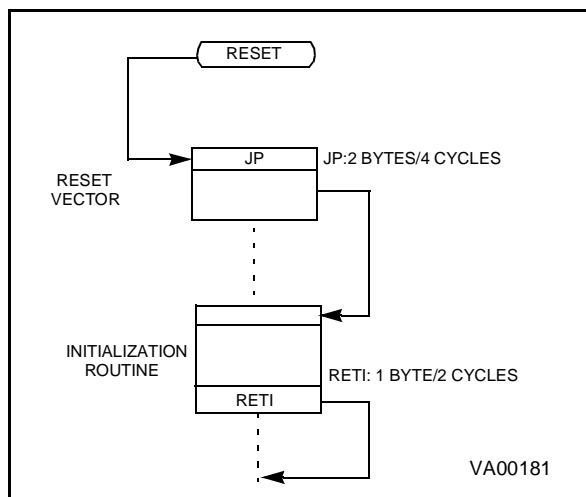 RESET
JP
JP:2 BYTES/4 CYCLES
RESET
VECTOR
INITIALIZATION
ROUTINE
RETI: 1 BYTE/2 CYCLES
RETI
VA00181